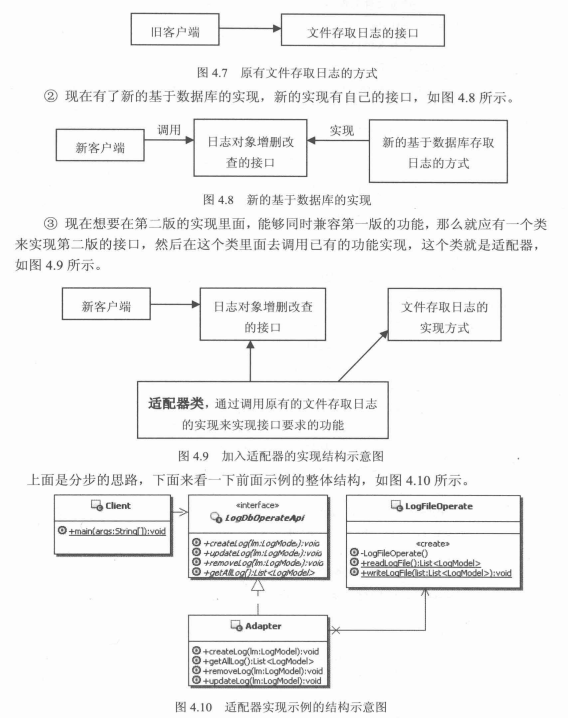 旧客户端
文件存取日志的接口
图 4.7 原有文件存取日志的方式
② 现在有了新的基于数据库的实现，新的实现有自己的接口，如图 4.8 所示。
新客户端
调用
日志对象增删改
查的接口
实现
新的基于数据库存取
日志的方式
图 4.8 新的基于数据库的实现
③ 现在想要在第二版的实现里面，能够同时兼容第一版的功能，那么就应有一个类
来实现第二版的接口，然后在这个类里面去调用已有的功能实现，这个类就是适配器，
如图 4.9 所示。
新客户端
日志对象增删改查
的接口
文件存取日志的
实现方式
适配器类，通过调用原有的文件存取日志
的实现来实现接口要求的功能
图 4.9 加入适配器的实现结构示意图
上面是分步的思路，下面来看一下前面示例的整体结构，如图 4.10 所示。
Client
+main(args:String[]):void
«interface»
LogDbOperateApi
+createLog(lm:LogModel):void
+updateLog(lm:LogModel):void
+removeLog(lm:LogModel):void
+getAllLog():List<LogModel>
LogFileOperate
«create»
-LogFileOperate()
+readLogFile():List<LogModel>
+writeLogFile(list:List<LogModel>):void
Adapter
+createLog(lm:LogModel):void
+getAllLog():List<LogModel>
+removeLog(lm:LogModel):void
+updateLog(lm:LogModel):void
图 4.10 适配器实现示例的结构示意图